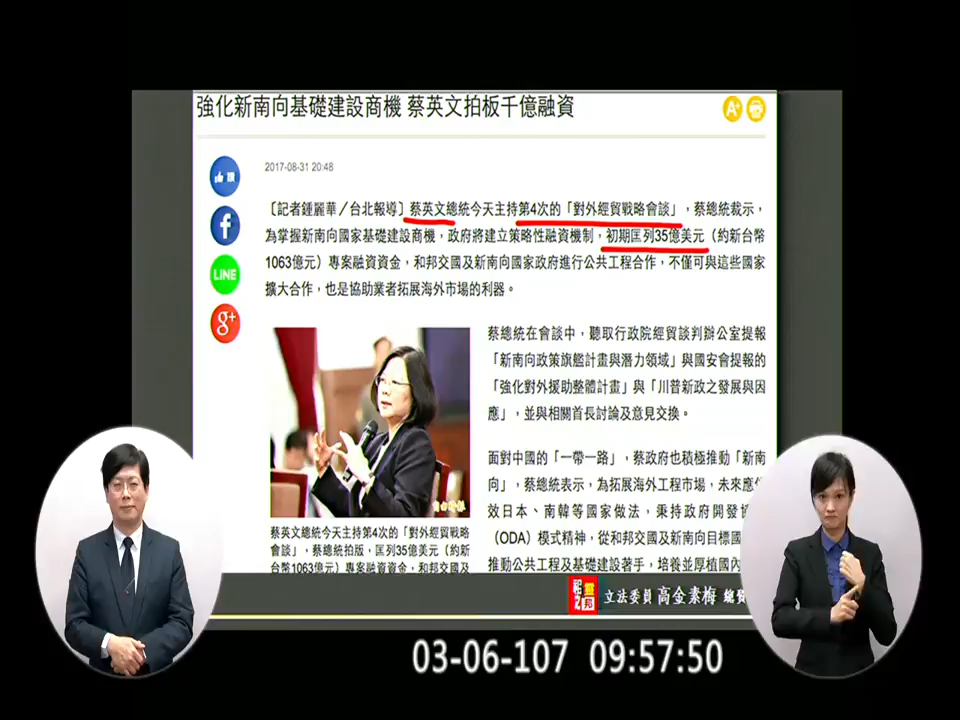 強化新南向基礎建設商機 蔡英文拍板千億融資
A+
2017-08-31 20:48
讚
f
LINE
g+
〔記者鍾麗華／台北報導〕蔡英文總統今天主持第4次的「對外經貿戰略會談」，蔡總統裁示，
為掌握新南向國家基礎建設商機，政府將建立策略性融資機制，初期匡列35億美元（約新台幣
1063億元）專案融資資金，和邦交國及新南向國家政府進行公共工程合作，不僅可與這些國家
擴大合作，也是協助業者拓展海外市場的利器。
蔡總統在會談中，聽取行政院經貿談判辦公室提報
「新南向政策旗艦計畫與潛力領域」與國安會提報的
「強化對外援助整體計畫」與「川普新政之發展與因
應」，並與相關首長討論及意見交換。
面對中國的「一帶一路」，蔡政府也積極推動「新南
向」，蔡總統表示，為拓展海外工程市場，未來應
效日本、南韓等國家做法，秉持政府開發
（ODA）模式精神，從和邦交國及新南向目標國
推動公共工程及基礎建設著手，培養並厚植國內
自由時報
蔡英文總統今天主持第4次的「對外經貿戰略
會談」，蔡總統拍版，匡列35億美元（約新
台幣1063億元）專案融資資金，和邦交國及
立法委員 高金素梅 總質
03-06-107 09:57:50